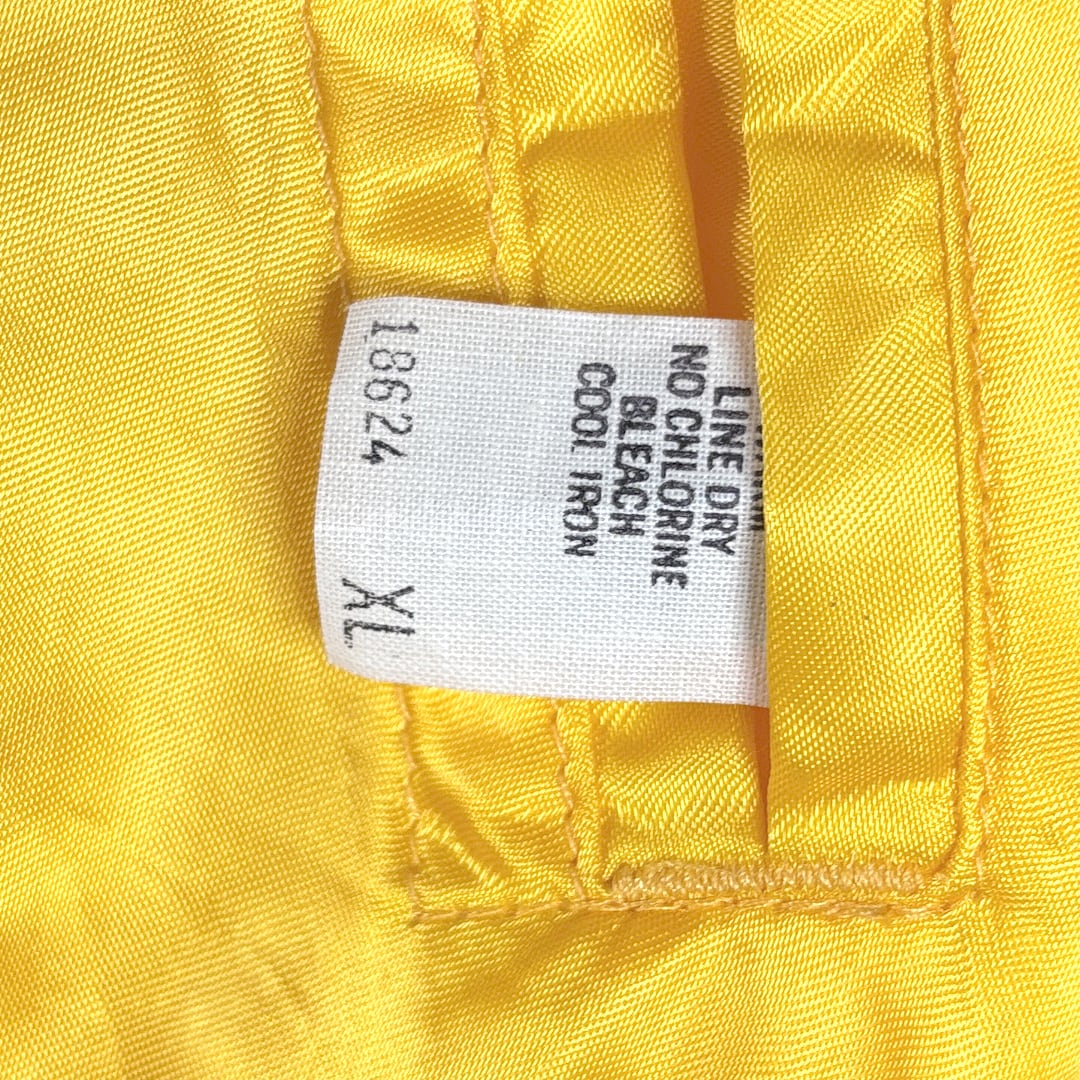 LINE DRY
NO CHLORINE
BLEACH
COOL IRON
18624 XL